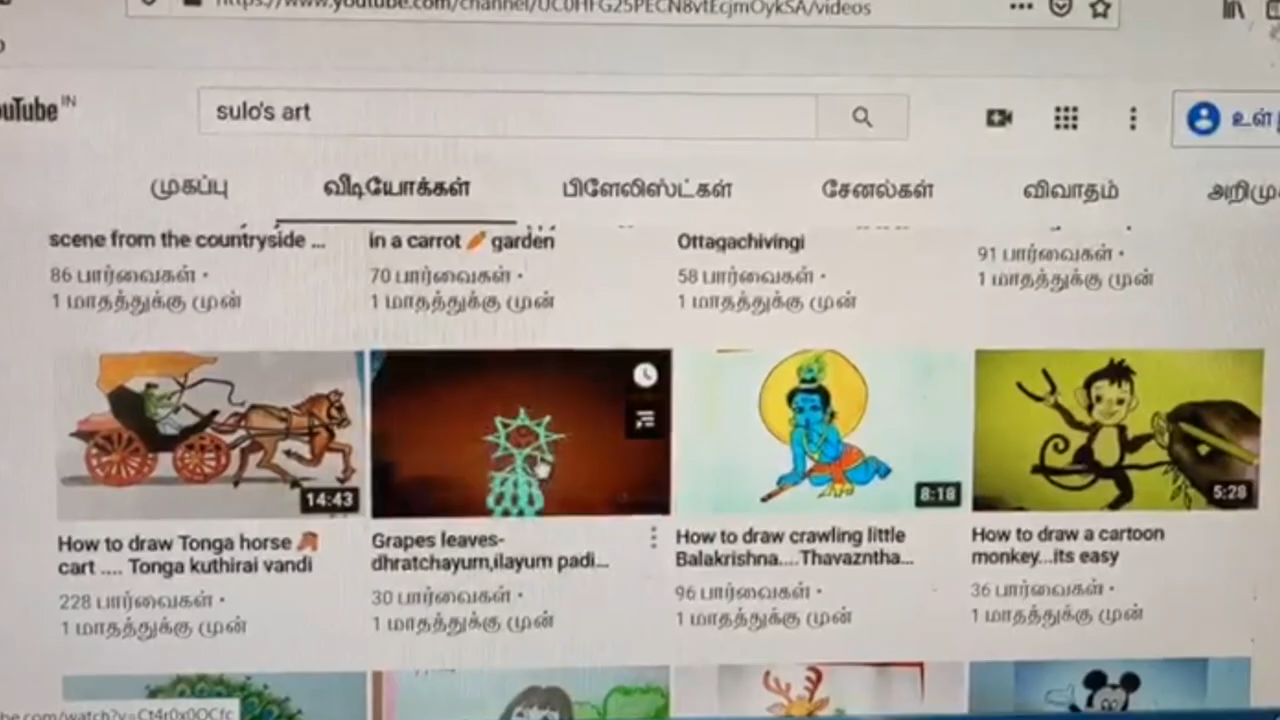 https://www.youtube.com/channel/
ouTube IN
sulo's art
முகப்பு
வீடியோக்கள்
பிளேலிஸ்ட்கள்
சேனல்கள்
விவாதம்
scene from the countryside ...
86 பார்வைகள் •
1 மாதத்துக்கு முன்
in a carrot 🥕 garden
70 பார்வைகள் •
1 மாதத்துக்கு முன்
Ottagachivingi
58 பார்வைகள் •
1 மாதத்துக்கு முன்
91 பார்வைகள் •
1 மாதத்துக்கு முன்
14:43
How to draw Tonga horse
cart .... Tonga kuthirai vandi
228 பார்வைகள் •
1 மாதத்துக்கு முன்
Grapes leaves-
dhratchayum,ilayum padi...
30 பார்வைகள் •
1 மாதத்துக்கு முன்
8:18
How to draw crawling little
Balakrishna....Thavazntha...
96 பார்வைகள் •
1 மாதத்துக்கு முன்
5:28
How to draw a cartoon
monkey...its easy
36 பார்வைகள் •
1 மாதத்துக்கு முன்